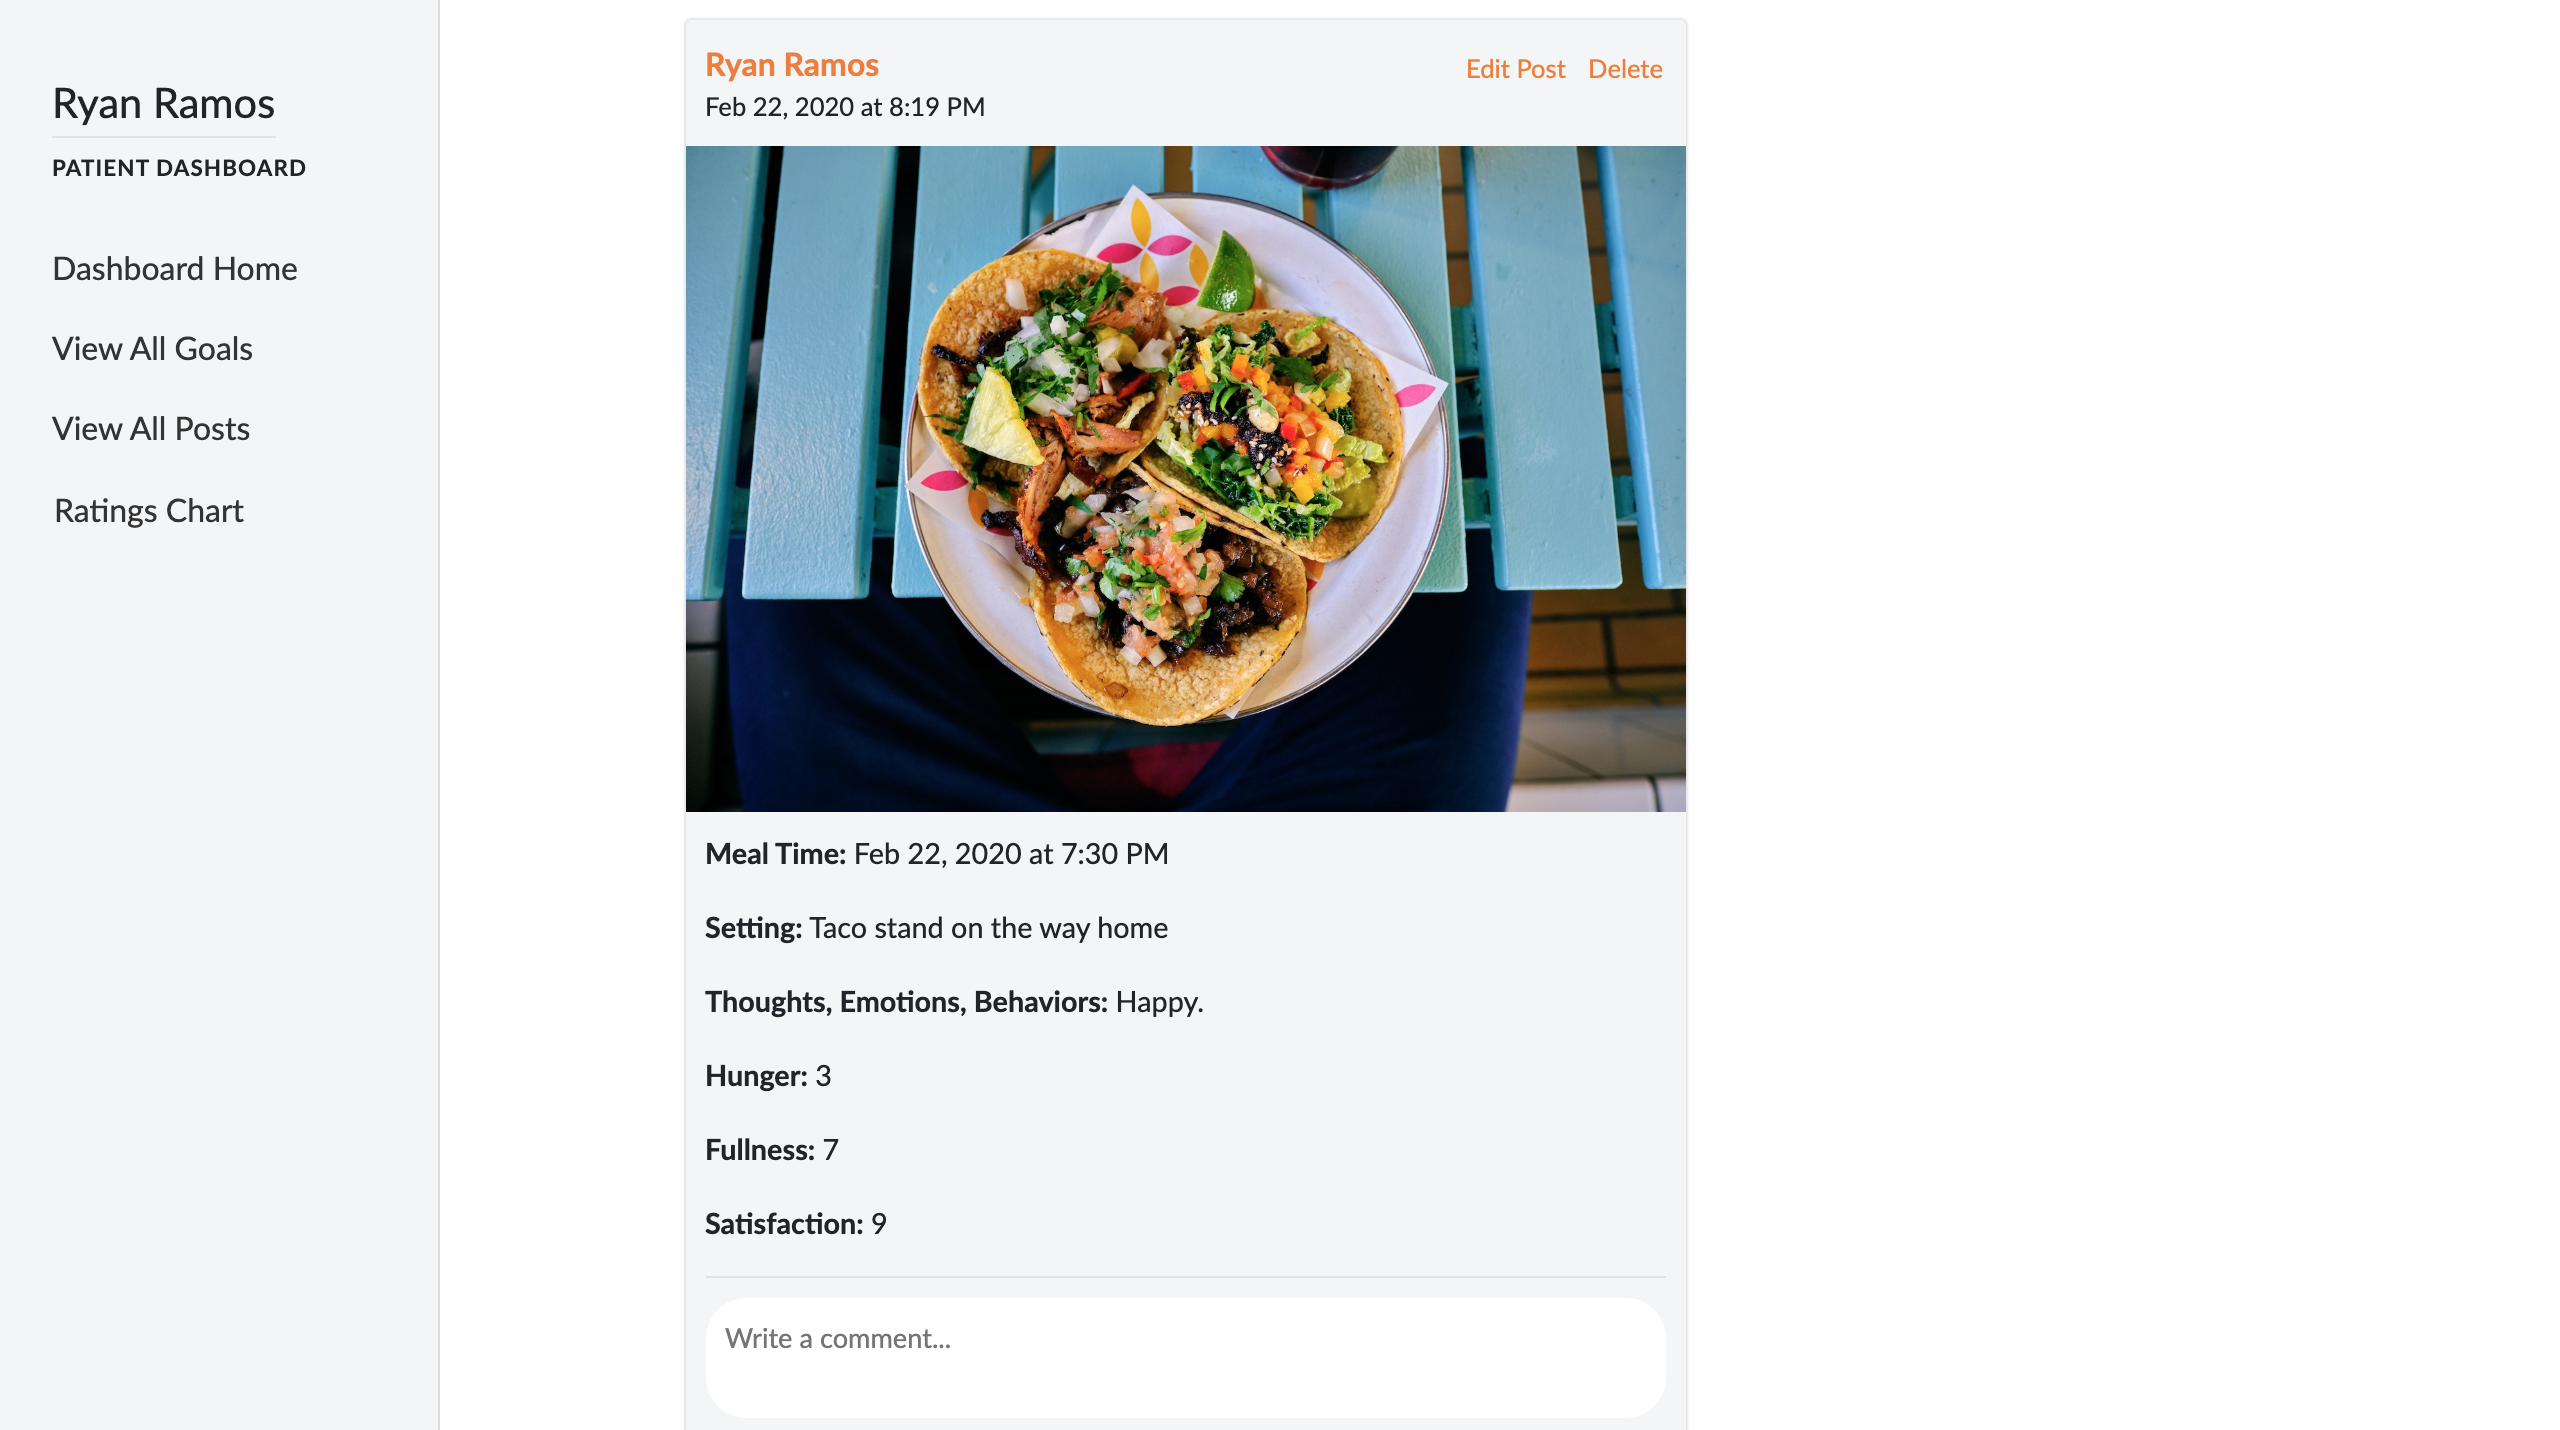 Ryan Ramos
PATIENT DASHBOARD
Dashboard Home
View All Goals
View All Posts
Ratings Chart
Ryan Ramos
Edit Post Delete
Feb 22, 2020 at 8:19 PM
Meal Time: Feb 22, 2020 at 7:30 PM
Setting: Taco stand on the way home
Thoughts, Emotions, Behaviors: Happy.
Hunger: 3
Fullness: 7
Satisfaction: 9
Write a comment...